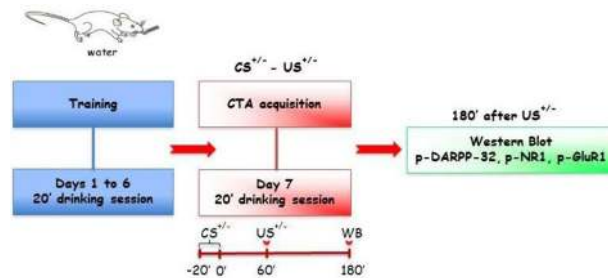 water
Training
Days 1 to 6
20' drinking session
CS+/- - US+/-
CTA acquisition
Day 7
20' drinking session
CS+/-
US+/-
WB
-20'
0'
60'
180'
180' after US+/-
Western Blot
p-DARPP-32, p-NR1, p-GluR1